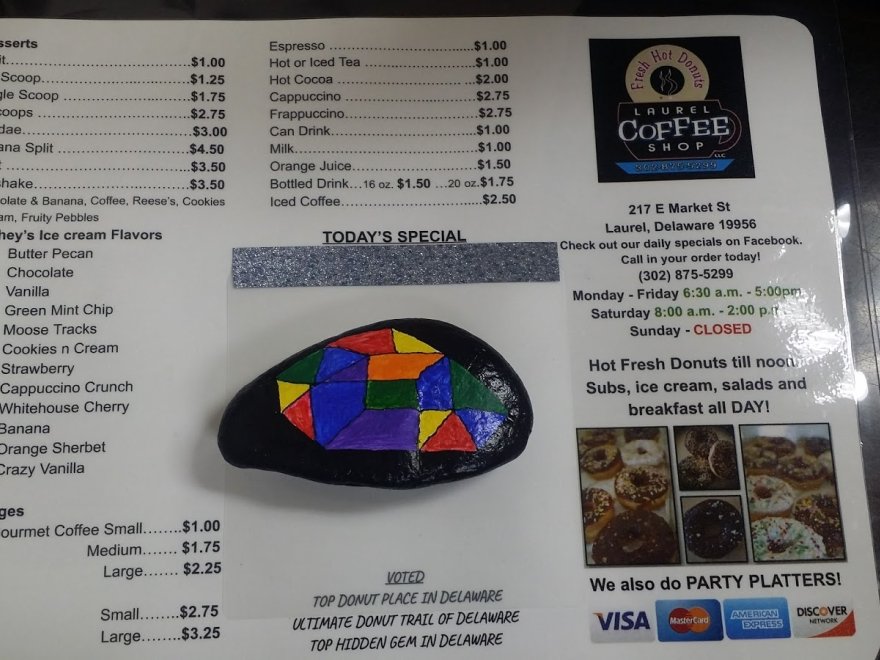 sserts
it.................................$1.00
Scoop.........................$1.25
gle Scoop .....................$1.75
coops ..........................$2.75
dae..............................$3.00
ana Split ......................$4.50
..................................$3.50
shake...........................$3.50
olate & Banana, Coffee, Reese's, Cookies
am, Fruity Pebbles
hey's Ice cream Flavors
Butter Pecan
Chocolate
Vanilla
Green Mint Chip
Moose Tracks
Cookies n Cream
Strawberry
Cappuccino Crunch
Whitehouse Cherry
Banana
Orange Sherbet
Crazy Vanilla
ges
ourmet Coffee Small........$1.00
Medium....... $1.75
Large....... $2.25
Small......$2.75
Large......$3.25
Espresso ...............................$1.00
Hot or Iced Tea .....................$1.00
Hot Cocoa .............................$2.00
Cappuccino ...........................$2.75
Frappuccino...........................$2.75
Can Drink..............................$1.00
Milk.......................................$1.00
Orange Juice.........................$1.50
Bottled Drink...16 oz. $1.50 ...20 oz.$1.75
Iced Coffee............................$2.50
TODAY'S SPECIAL
VOTED
TOP DONUT PLACE IN DELAWARE
ULTIMATE DONUT TRAIL OF DELAWARE
TOP HIDDEN GEM IN DELAWARE
Fresh Hot Donuts
LAUREL
COFFEE
SHOP
LLC
302-875-5299
217 E Market St
Laurel, Delaware 19956
Check out our daily specials on Facebook.
Call in your order today!
(302) 875-5299
Monday - Friday 6:30 a.m. - 5:00pm
Saturday 8:00 a.m. - 2:00 p.m.
Sunday - CLOSED
Hot Fresh Donuts till noon.
Subs, ice cream, salads and
breakfast all DAY!
We also do PARTY PLATTERS!
VISA
MasterCard
AMERICAN EXPRESS
DISCOVER NETWORK